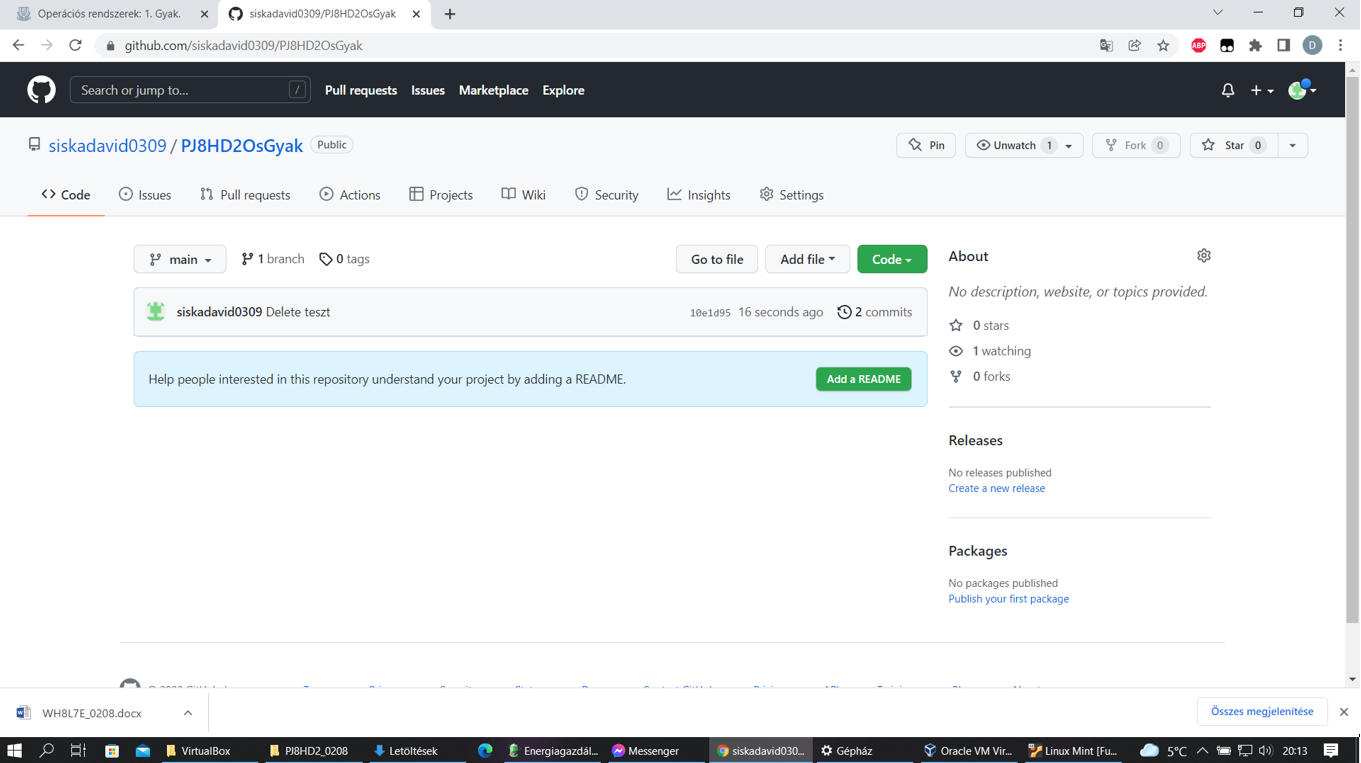 Operációs rendszerek: 1. Gyak.
siskadavid0309/PJ8HD2OsGyak
github.com/siskadavid0309/PJ8HD2OsGyak
ABP
D
Search or jump to...
/
Pull requests
Issues
Marketplace
Explore
siskadavid0309 / PJ8HD2OsGyak
Public
Pin
Unwatch 1
Fork 0
Star 0
Code
Issues
Pull requests
Actions
Projects
Wiki
Security
Insights
Settings
main
1 branch
0 tags
Go to file
Add file
Code
siskadavid0309 Delete teszt
10e1d95 16 seconds ago
2 commits
Help people interested in this repository understand your project by adding a README.
Add a README
About
No description, website, or topics provided.
0 stars
1 watching
0 forks
Releases
No releases published
Create a new release
Packages
No packages published
Publish your first package
WH8L7E_0208.docx
Összes megjelenítése
VirtualBox
PJ8HD2_0208
Letöltések
Energiagazdál...
Messenger
siskadavid030...
Gépház
Oracle VM Vir...
Linux Mint [Fu...
5°C
20:13